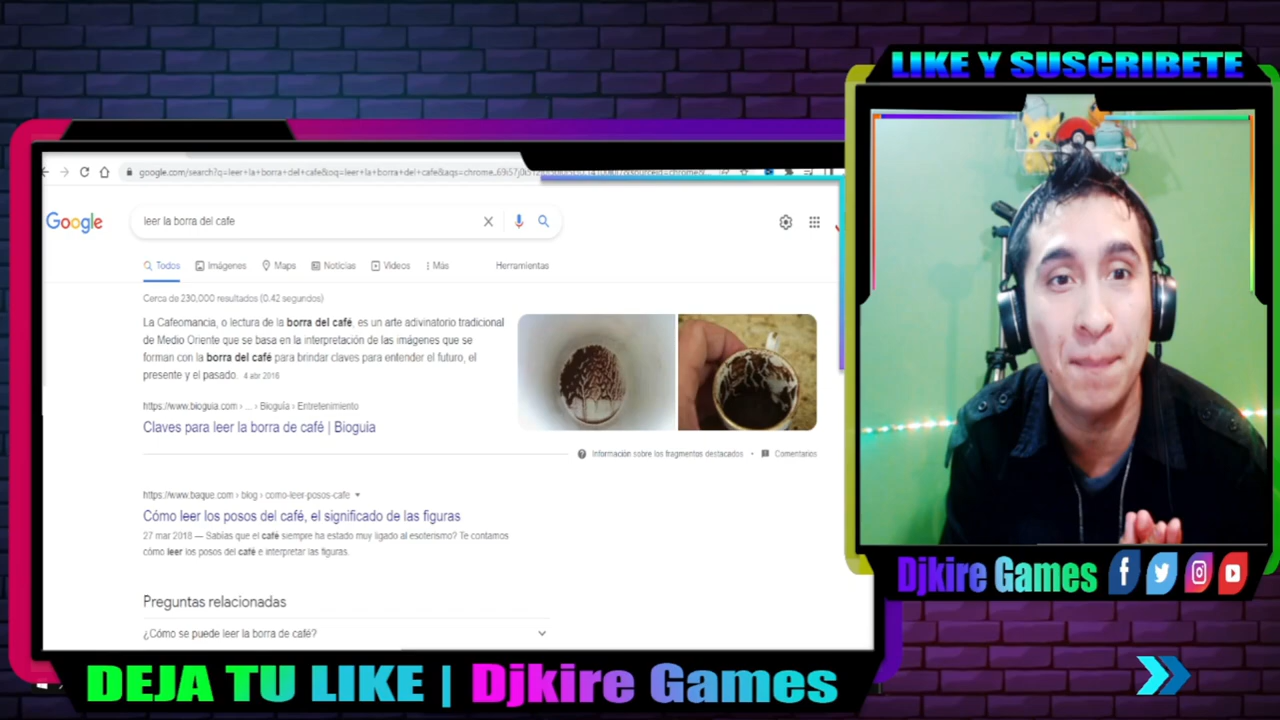 LIKE Y SUSCRIBETE
Google
leer la borra del cafe
Todos
Imágenes
Maps
Noticias
Videos
Más
Herramientas
Cerca de 230,000 resultados (0.42 segundos)
La Cafeomancia, o lectura de la borra del café, es un arte adivinatorio tradicional
de Medio Oriente que se basa en la interpretación de las imágenes que se
forman con la borra del café para brindar claves para entender el futuro, el
presente y el pasado. 4 abr 2016
https://www.bioguia.com › ... › Bioguía › Entretenimiento
Claves para leer la borra de café | Bioguia
Información sobre los fragmentos destacados
Comentarios
https://www.baque.com › blog › como-leer-posos-cafe
Cómo leer los posos del café, el significado de las figuras
27 mar 2018 — Sabías que el café siempre ha estado muy ligado al esoterismo? Te contamos
cómo leer los posos del café e interpretar las figuras.
Preguntas relacionadas
¿Cómo se puede leer la borra de café?
Djkire Games
DEJA TU LIKE | Djkire Games